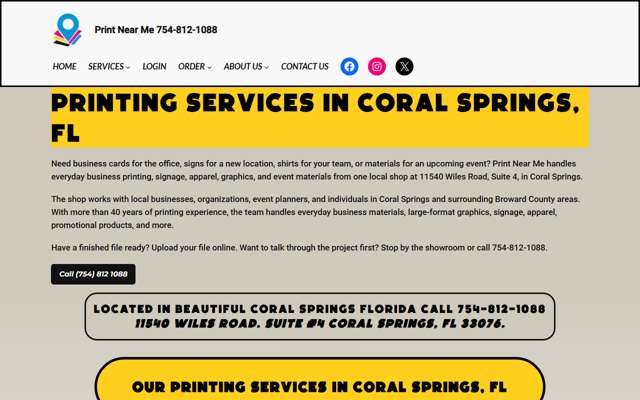 Print Near Me 754-812-1088
HOME SERVICES LOGIN ORDER ABOUT US CONTACT US
PRINTING SERVICES IN CORAL SPRINGS,
FL
Need business cards for the office, signs for a new location, shirts for your team, or materials for an upcoming event? Print Near Me handles
everyday business printing, signage, apparel, graphics, and event materials from one local shop at 11540 Wiles Road, Suite 4, in Coral Springs.
The shop works with local businesses, organizations, event planners, and individuals in Coral Springs and surrounding Broward County areas.
With more than 40 years of printing experience, the team handles everyday business materials, large-format graphics, signage, apparel,
promotional products, and more.
Have a finished file ready? Upload your file online. Want to talk through the project first? Stop by the showroom or call 754-812-1088.
Call (754) 812 1088
LOCATED IN BEAUTIFUL CORAL SPRINGS FLORIDA CALL 754-812-1088
11540 WILES ROAD. SUITE #4 CORAL SPRINGS, FL 33076.
OUR PRINTING SERVICES IN CORAL SPRINGS, FL